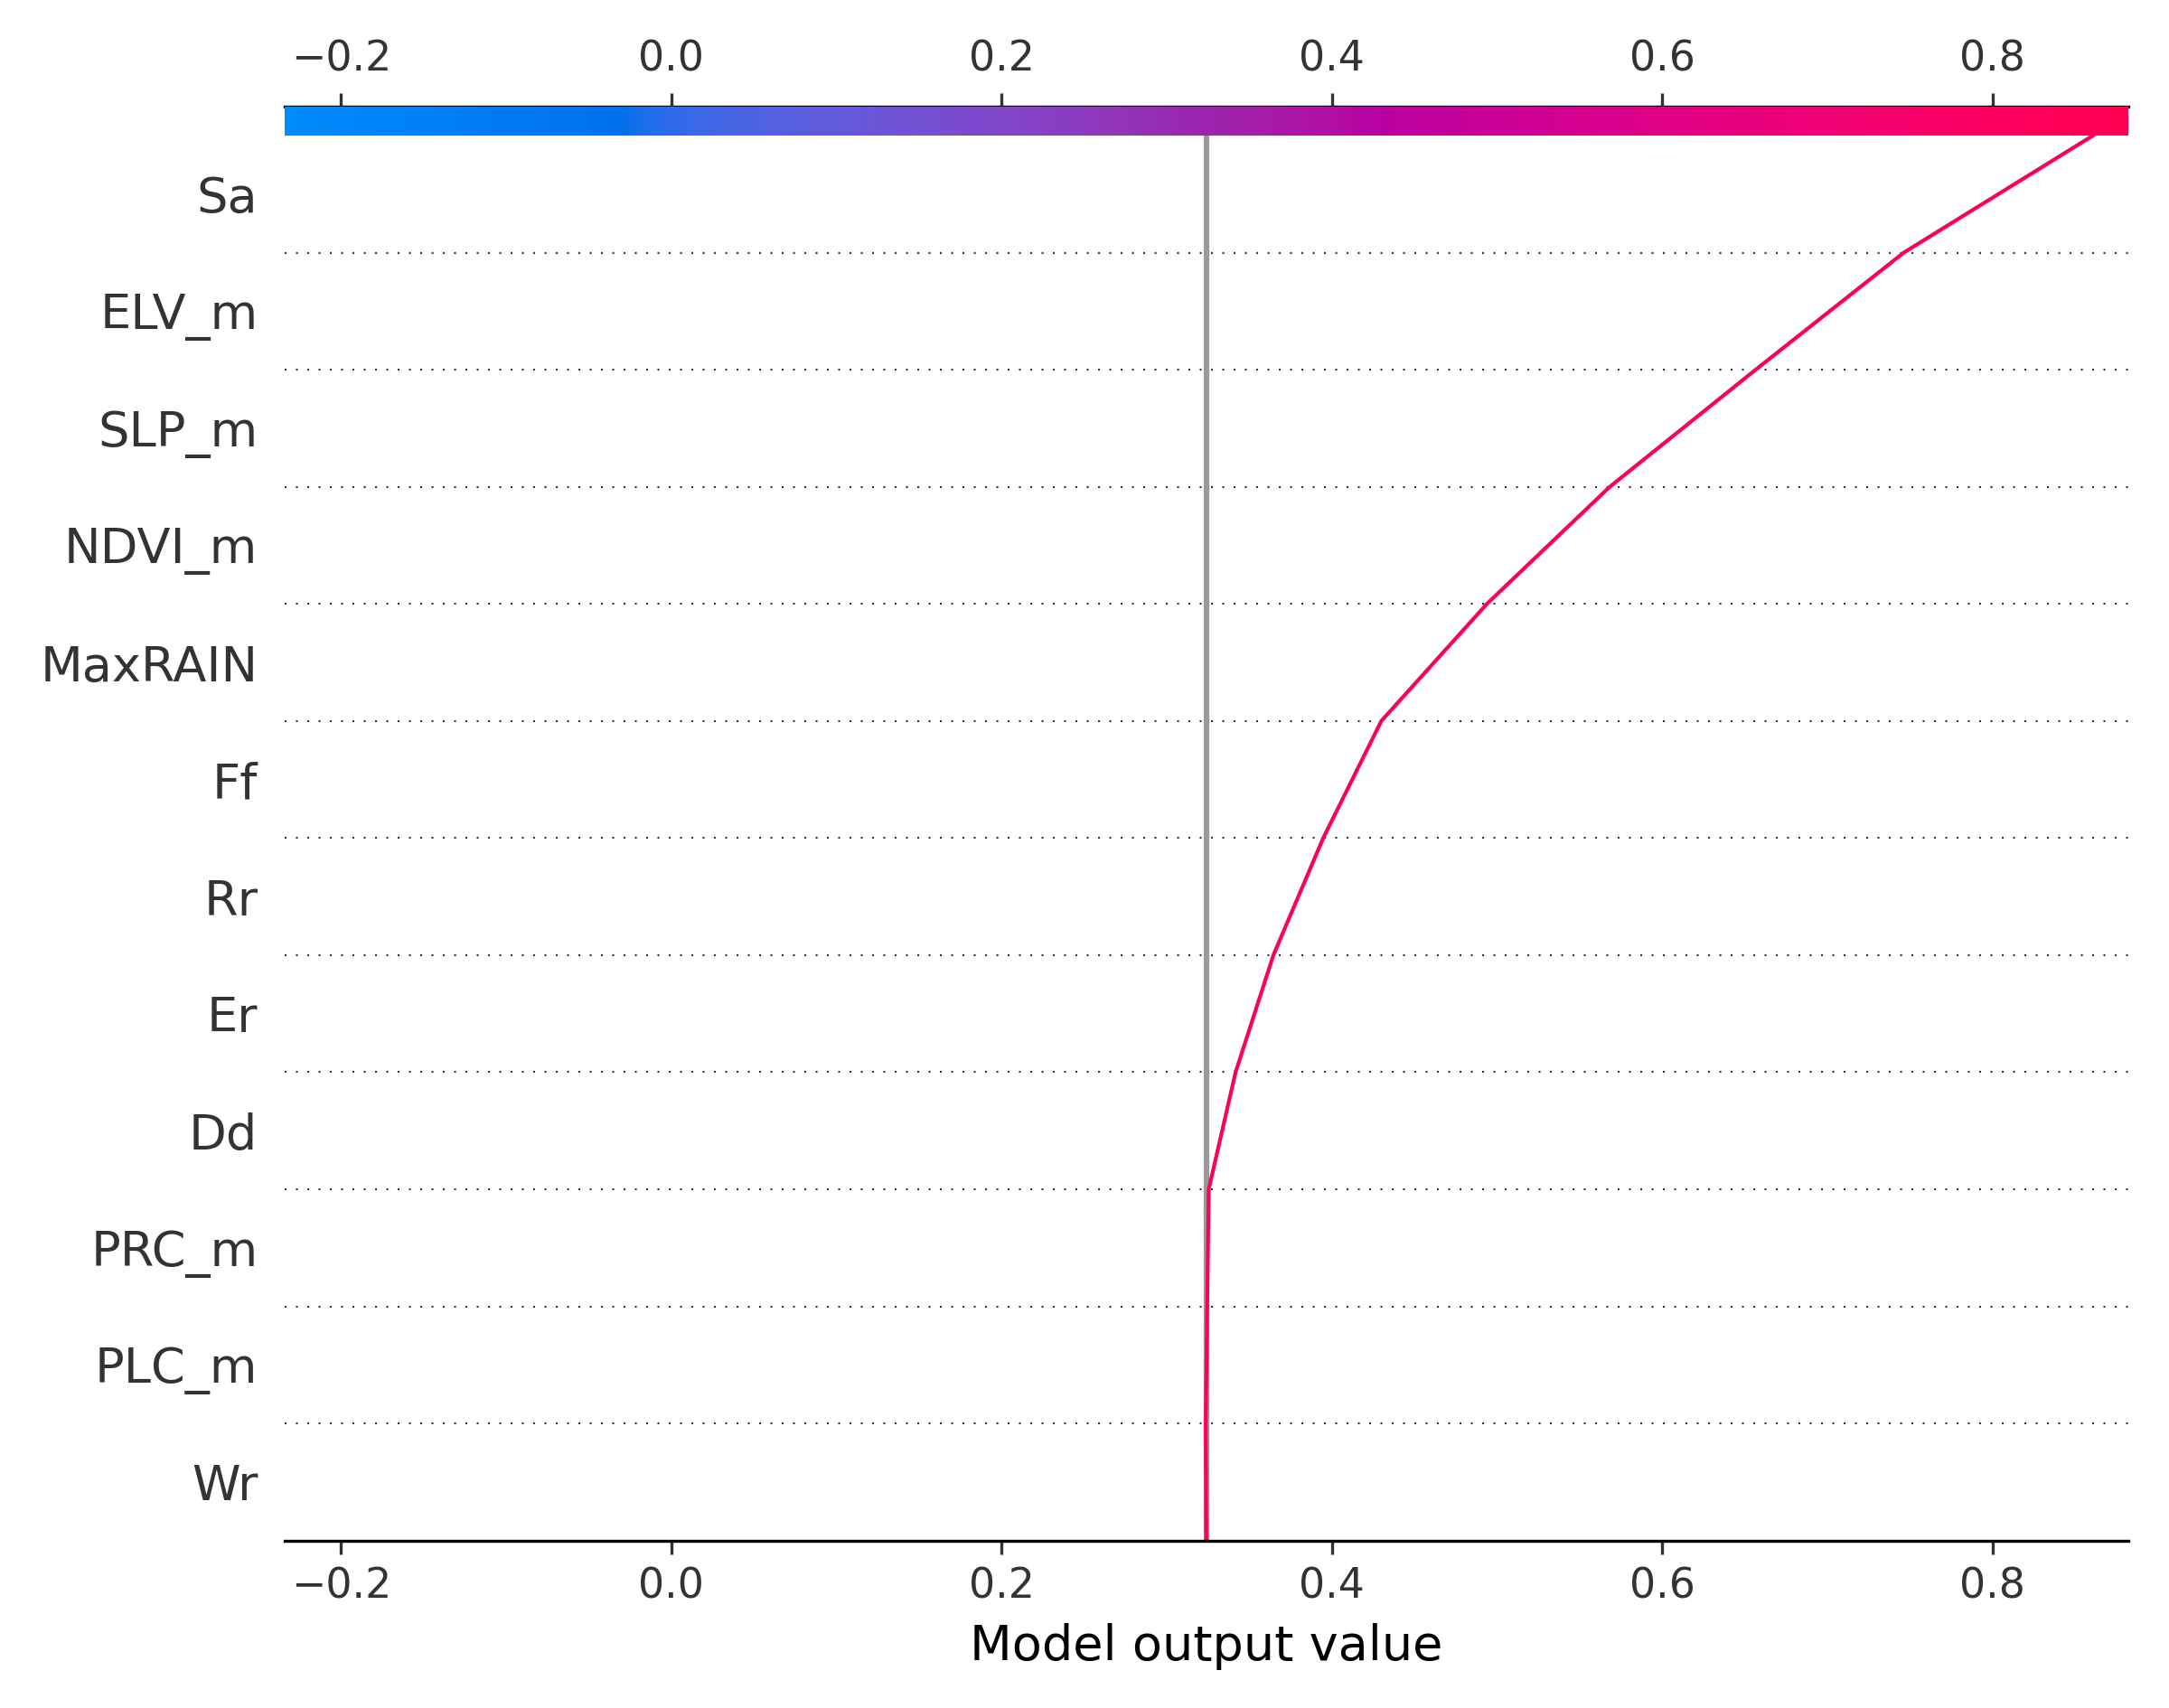 −0.2 0.0 0.2 0.4 0.6 0.8
Sa
ELV_m
SLP_m
NDVI_m
MaxRAIN
Ff
Rr
Er
Dd
PRC_m
PLC_m
Wr
−0.2 0.0 0.2 0.4 0.6 0.8
Model output value